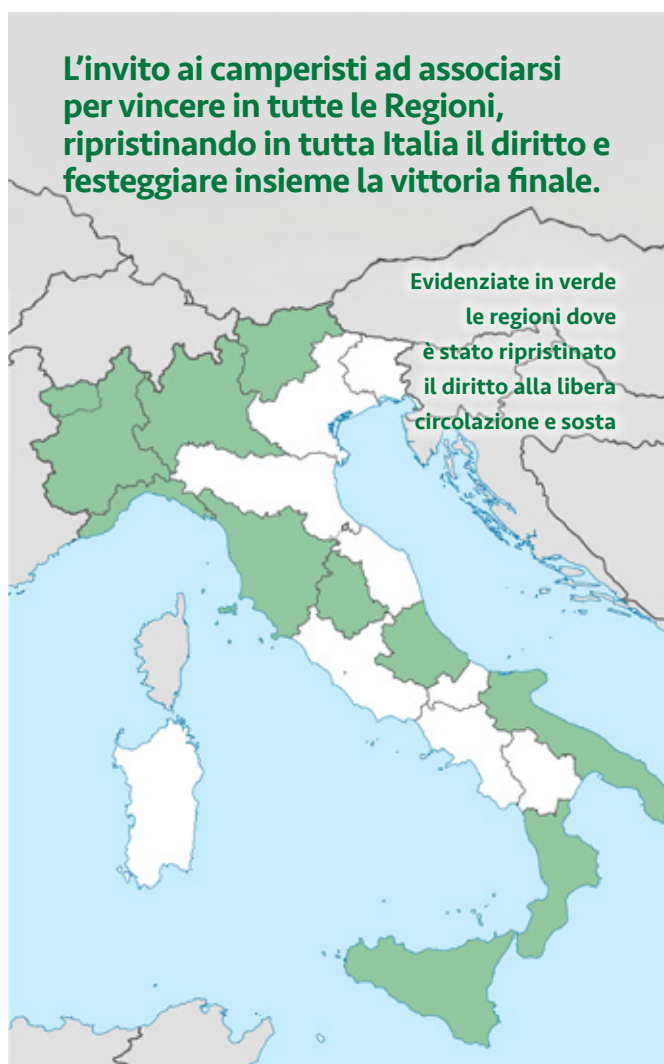 L’invito ai camperisti ad associarsi
per vincere in tutte le Regioni,
ripristinando in tutta Italia il diritto e
festeggiare insieme la vittoria finale.
Evidenziate in verde
le regioni dove
è stato ripristinato
il diritto alla libera
circolazione e sosta